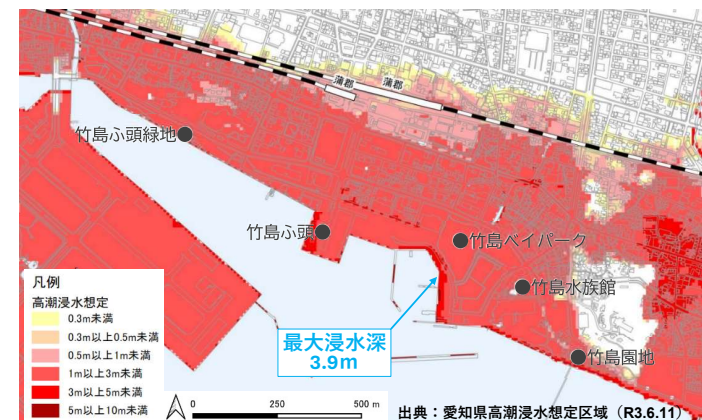 蒲郡
蒲郡
竹島ふ頭緑地
竹島ふ頭
竹島ベイパーク
竹島水族館
竹島園地
最大浸水深
3.9m
凡例
高潮浸水想定
0.3m未満
0.3m以上0.5m未満
0.5m以上1m未満
1m以上3m未満
3m以上5m未満
5m以上10m未満
0 250 500 m
出典：愛知県高潮浸水想定区域（R3.6.11）